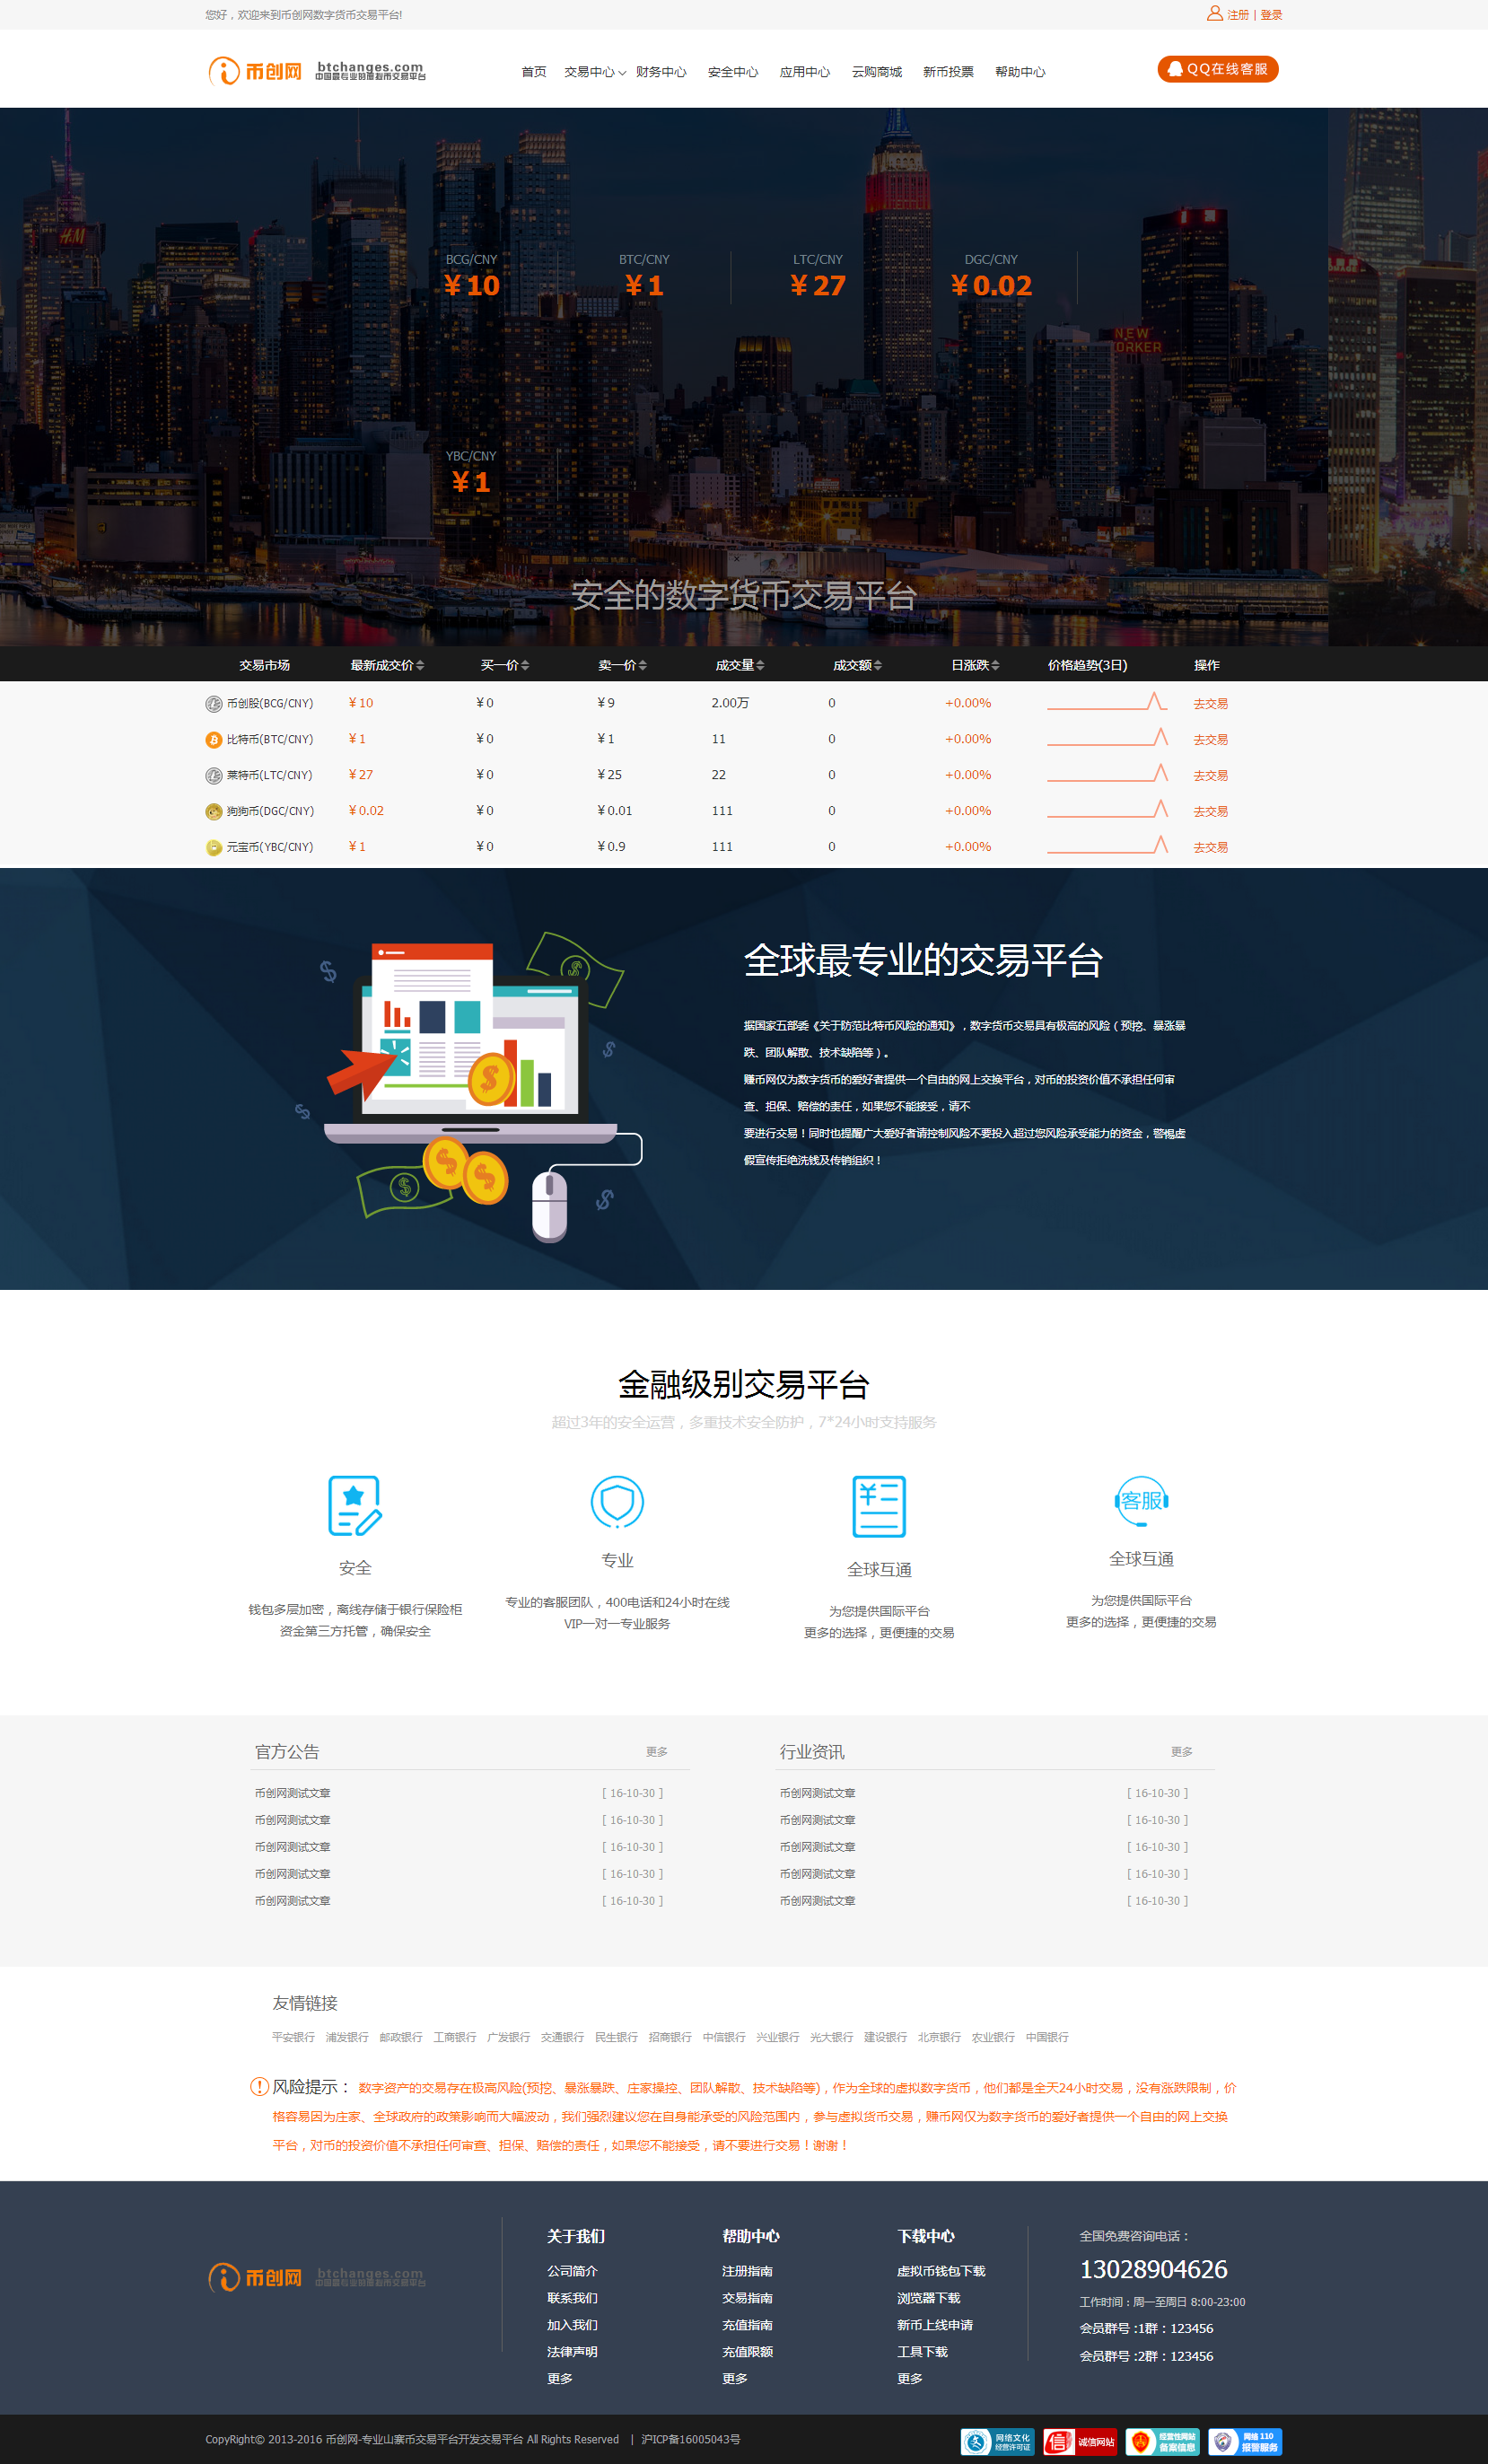 您好，欢迎来到币创网数字货币交易平台!
注册 | 登录
币创网 btchanges.com
中国最专业的虚拟币交易平台
首页 交易中心 财务中心 安全中心 应用中心 云购商城 新币投票 帮助中心
QQ在线客服
H&M
NEW
YORKER
BCG/CNY BTC/CNY LTC/CNY DGC/CNY
￥10 ￥1 ￥27 ￥0.02
YBC/CNY
￥1
安全的数字货币交易平台
交易市场 最新成交价 买一价 卖一价 成交量 成交额 日涨跌 价格趋势(3日) 操作
币创股(BCG/CNY) ￥10 ￥0 ￥9 2.00万 0 +0.00% 去交易
比特币(BTC/CNY) ￥1 ￥0 ￥1 11 0 +0.00% 去交易
莱特币(LTC/CNY) ￥27 ￥0 ￥25 22 0 +0.00% 去交易
狗狗币(DGC/CNY) ￥0.02 ￥0 ￥0.01 111 0 +0.00% 去交易
元宝币(YBC/CNY) ￥1 ￥0 ￥0.9 111 0 +0.00% 去交易
全球最专业的交易平台
据国家五部委《关于防范比特币风险的通知》，数字货币交易具有极高的风险（预挖、暴涨暴
跌、团队解散、技术缺陷等）。
赚币网仅为数字货币的爱好者提供一个自由的网上交换平台，对币的投资价值不承担任何审
查、担保、赔偿的责任，如果您不能接受，请不
要进行交易！同时也提醒广大爱好者请控制风险不要投入超过您风险承受能力的资金，警惕虚
假宣传拒绝洗钱及传销组织！
金融级别交易平台
超过3年的安全运营，多重技术安全防护，7*24小时支持服务
客服
安全 专业 全球互通 全球互通
钱包多层加密，离线存储于银行保险柜
资金第三方托管，确保安全
专业的客服团队，400电话和24小时在线
VIP一对一专业服务
为您提供国际平台
更多的选择，更便捷的交易
为您提供国际平台
更多的选择，更便捷的交易
官方公告 更多
币创网测试文章 [ 16-10-30 ]
币创网测试文章 [ 16-10-30 ]
币创网测试文章 [ 16-10-30 ]
币创网测试文章 [ 16-10-30 ]
币创网测试文章 [ 16-10-30 ]
行业资讯 更多
币创网测试文章 [ 16-10-30 ]
币创网测试文章 [ 16-10-30 ]
币创网测试文章 [ 16-10-30 ]
币创网测试文章 [ 16-10-30 ]
币创网测试文章 [ 16-10-30 ]
友情链接
平安银行 浦发银行 邮政银行 工商银行 广发银行 交通银行 民生银行 招商银行 中信银行 兴业银行 光大银行 建设银行 北京银行 农业银行 中国银行
风险提示： 数字资产的交易存在极高风险(预挖、暴涨暴跌、庄家操控、团队解散、技术缺陷等)，作为全球的虚拟数字货币，他们都是全天24小时交易，没有涨跌限制，价
格容易因为庄家、全球政府的政策影响而大幅波动，我们强烈建议您在自身能承受的风险范围内，参与虚拟货币交易，赚币网仅为数字货币的爱好者提供一个自由的网上交换
平台，对币的投资价值不承担任何审查、担保、赔偿的责任，如果您不能接受，请不要进行交易！谢谢！
币创网 btchanges.com
中国最专业的虚拟币交易平台
关于我们
公司简介
联系我们
加入我们
法律声明
更多
帮助中心
注册指南
交易指南
充值指南
充值限额
更多
下载中心
虚拟币钱包下载
浏览器下载
新币上线申请
工具下载
更多
全国免费咨询电话：
13028904626
工作时间：周一至周日 8:00-23:00
会员群号 :1群：123456
会员群号 :2群：123456
CopyRight© 2013-2016 币创网-专业山寨币交易平台开发交易平台 All Rights Reserved | 沪ICP备16005043号
网络文化
经营许可证
信 诚信网站
经营性网站
备案信息
网络 110
报警服务